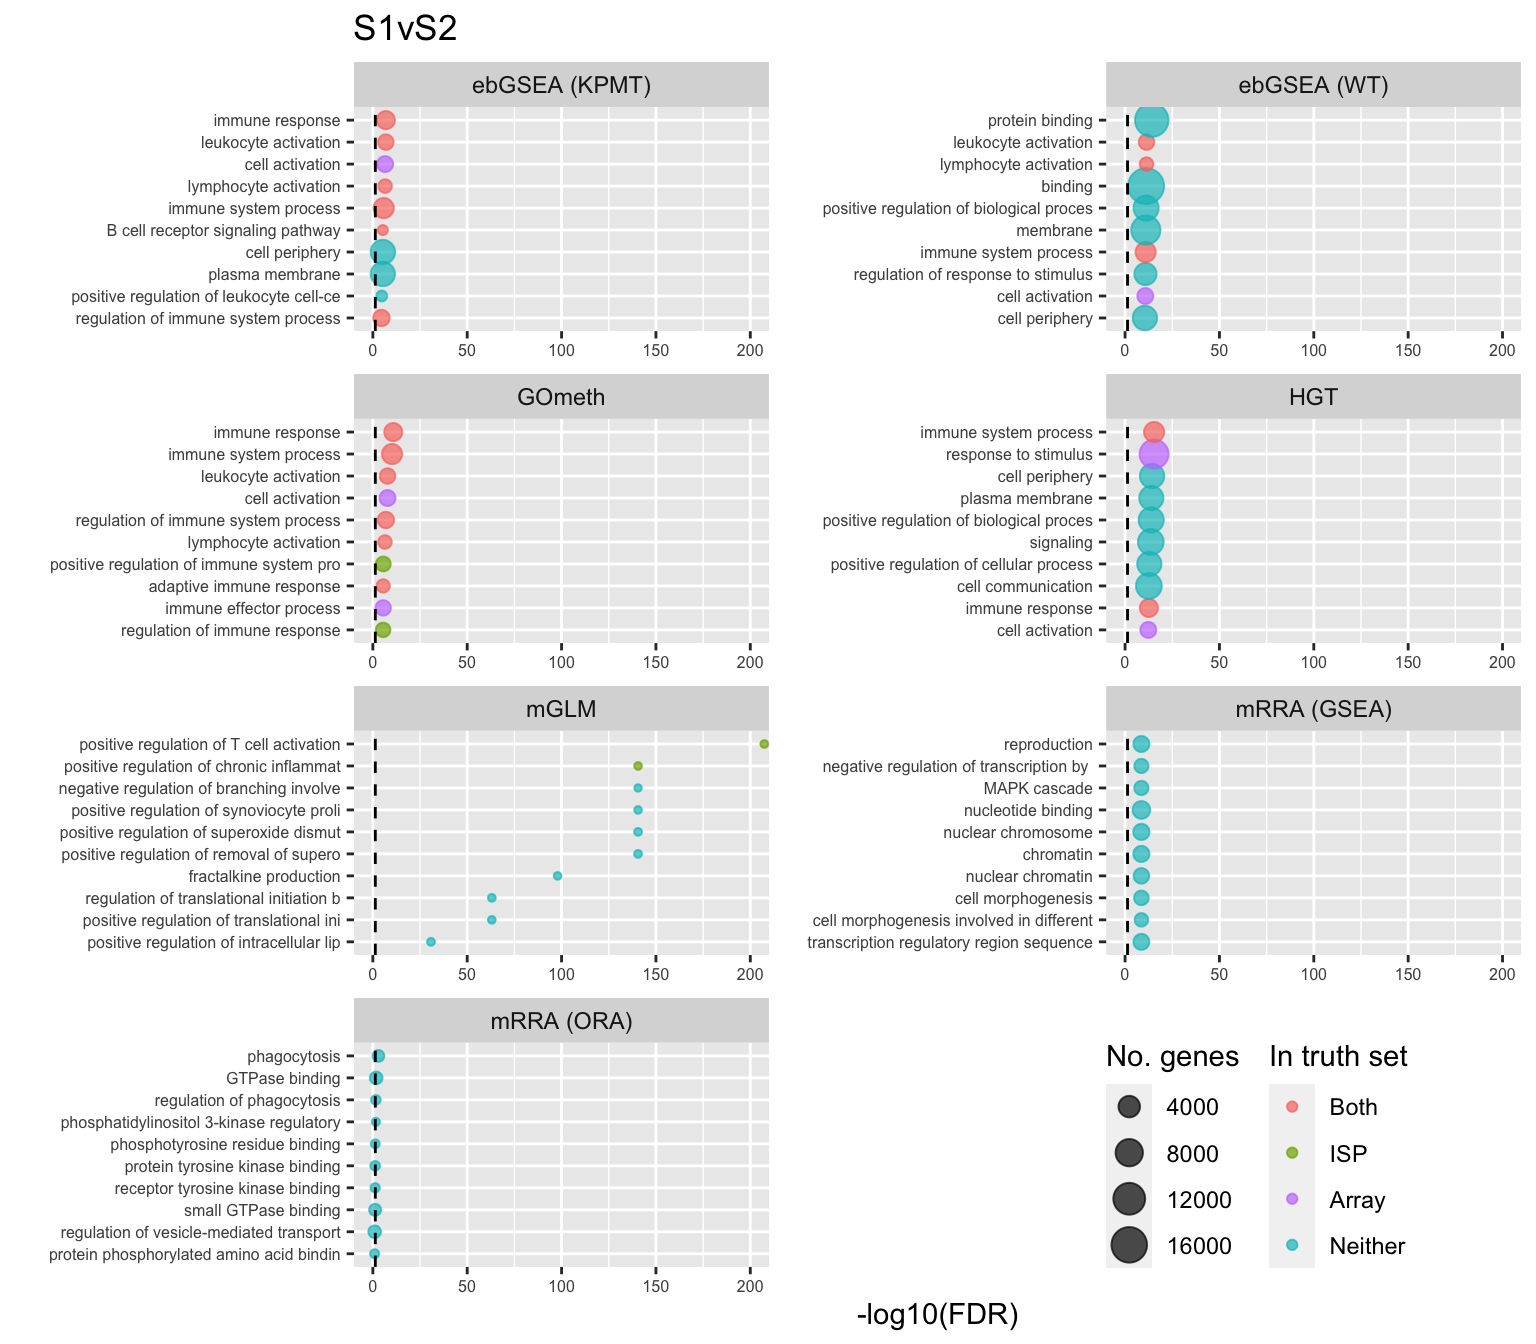 S1vS2
ebGSEA (KPMT)
immune response
leukocyte activation
cell activation
lymphocyte activation
immune system process
B cell receptor signaling pathway
cell periphery
plasma membrane
positive regulation of leukocyte cell-ce
regulation of immune system process
0 50 100 150 200
ebGSEA (WT)
protein binding
leukocyte activation
lymphocyte activation
binding
positive regulation of biological proces
membrane
immune system process
regulation of response to stimulus
cell activation
cell periphery
0 50 100 150 200
GOmeth
immune response
immune system process
leukocyte activation
cell activation
regulation of immune system process
lymphocyte activation
positive regulation of immune system pro
adaptive immune response
immune effector process
regulation of immune response
0 50 100 150 200
HGT
immune system process
response to stimulus
cell periphery
plasma membrane
positive regulation of biological proces
signaling
positive regulation of cellular process
cell communication
immune response
cell activation
0 50 100 150 200
mGLM
positive regulation of T cell activation
positive regulation of chronic inflammat
negative regulation of branching involve
positive regulation of synoviocyte proli
positive regulation of superoxide dismut
positive regulation of removal of supero
fractalkine production
regulation of translational initiation b
positive regulation of translational ini
positive regulation of intracellular lip
0 50 100 150 200
mRRA (GSEA)
reproduction
negative regulation of transcription by
MAPK cascade
nucleotide binding
nuclear chromosome
chromatin
nuclear chromatin
cell morphogenesis
cell morphogenesis involved in different
transcription regulatory region sequence
0 50 100 150 200
mRRA (ORA)
phagocytosis
GTPase binding
regulation of phagocytosis
phosphatidylinositol 3-kinase regulatory
phosphotyrosine residue binding
protein tyrosine kinase binding
receptor tyrosine kinase binding
small GTPase binding
regulation of vesicle-mediated transport
protein phosphorylated amino acid bindin
0 50 100 150 200
No. genes
4000
8000
12000
16000
In truth set
Both
ISP
Array
Neither
-log10(FDR)